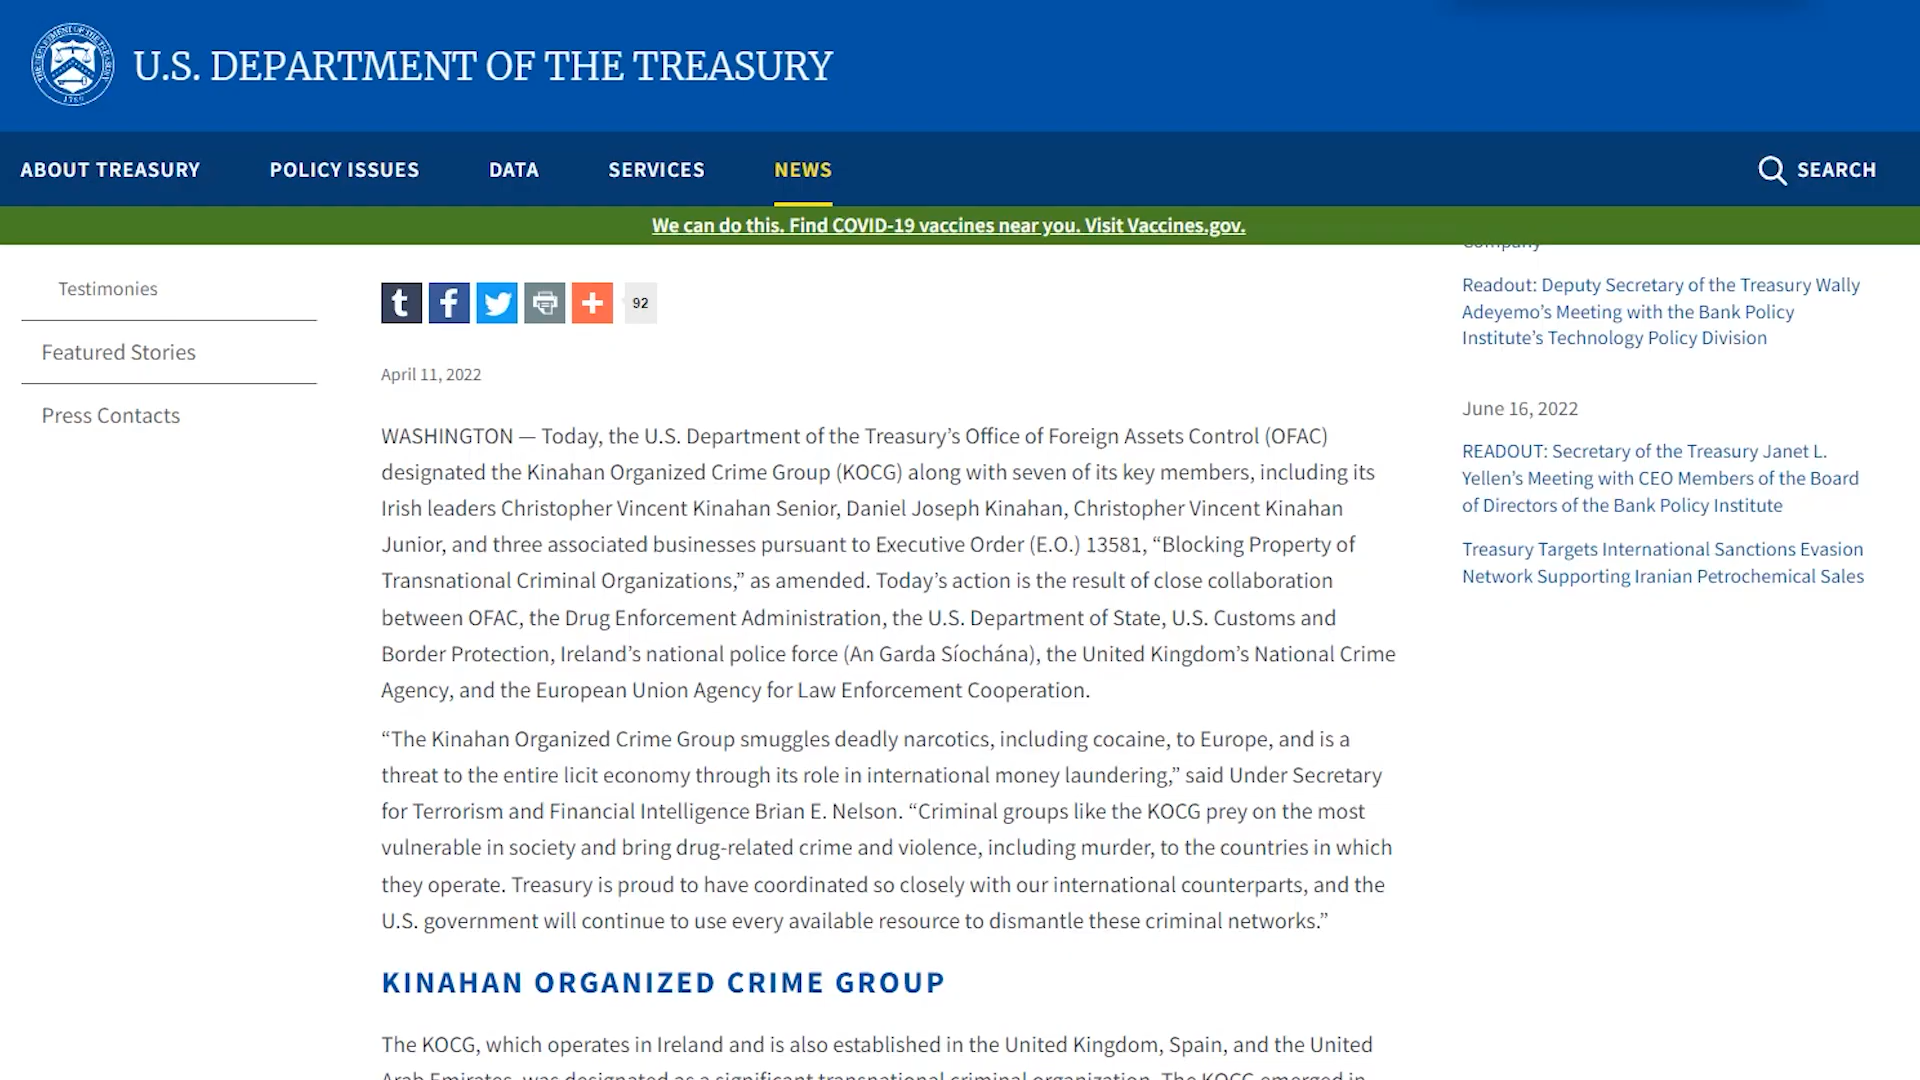 U.S. DEPARTMENT OF THE TREASURY
ABOUT TREASURY
POLICY ISSUES
DATA
SERVICES
NEWS
SEARCH
We can do this. Find COVID-19 vaccines near you. Visit Vaccines.gov.
Testimonies
Featured Stories
Press Contacts
t f 92
April 11, 2022
WASHINGTON — Today, the U.S. Department of the Treasury’s Office of Foreign Assets Control (OFAC)
designated the Kinahan Organized Crime Group (KOCG) along with seven of its key members, including its
Irish leaders Christopher Vincent Kinahan Senior, Daniel Joseph Kinahan, Christopher Vincent Kinahan
Junior, and three associated businesses pursuant to Executive Order (E.O.) 13581, “Blocking Property of
Transnational Criminal Organizations,” as amended. Today’s action is the result of close collaboration
between OFAC, the Drug Enforcement Administration, the U.S. Department of State, U.S. Customs and
Border Protection, Ireland’s national police force (An Garda Síochána), the United Kingdom’s National Crime
Agency, and the European Union Agency for Law Enforcement Cooperation.
“The Kinahan Organized Crime Group smuggles deadly narcotics, including cocaine, to Europe, and is a
threat to the entire licit economy through its role in international money laundering,” said Under Secretary
for Terrorism and Financial Intelligence Brian E. Nelson. “Criminal groups like the KOCG prey on the most
vulnerable in society and bring drug-related crime and violence, including murder, to the countries in which
they operate. Treasury is proud to have coordinated so closely with our international counterparts, and the
U.S. government will continue to use every available resource to dismantle these criminal networks.”
KINAHAN ORGANIZED CRIME GROUP
The KOCG, which operates in Ireland and is also established in the United Kingdom, Spain, and the United
Arab Emirates, was designated as a significant transnational criminal organization. The KOCG emerged in
Company
Readout: Deputy Secretary of the Treasury Wally
Adeyemo’s Meeting with the Bank Policy
Institute’s Technology Policy Division
June 16, 2022
READOUT: Secretary of the Treasury Janet L.
Yellen’s Meeting with CEO Members of the Board
of Directors of the Bank Policy Institute
Treasury Targets International Sanctions Evasion
Network Supporting Iranian Petrochemical Sales